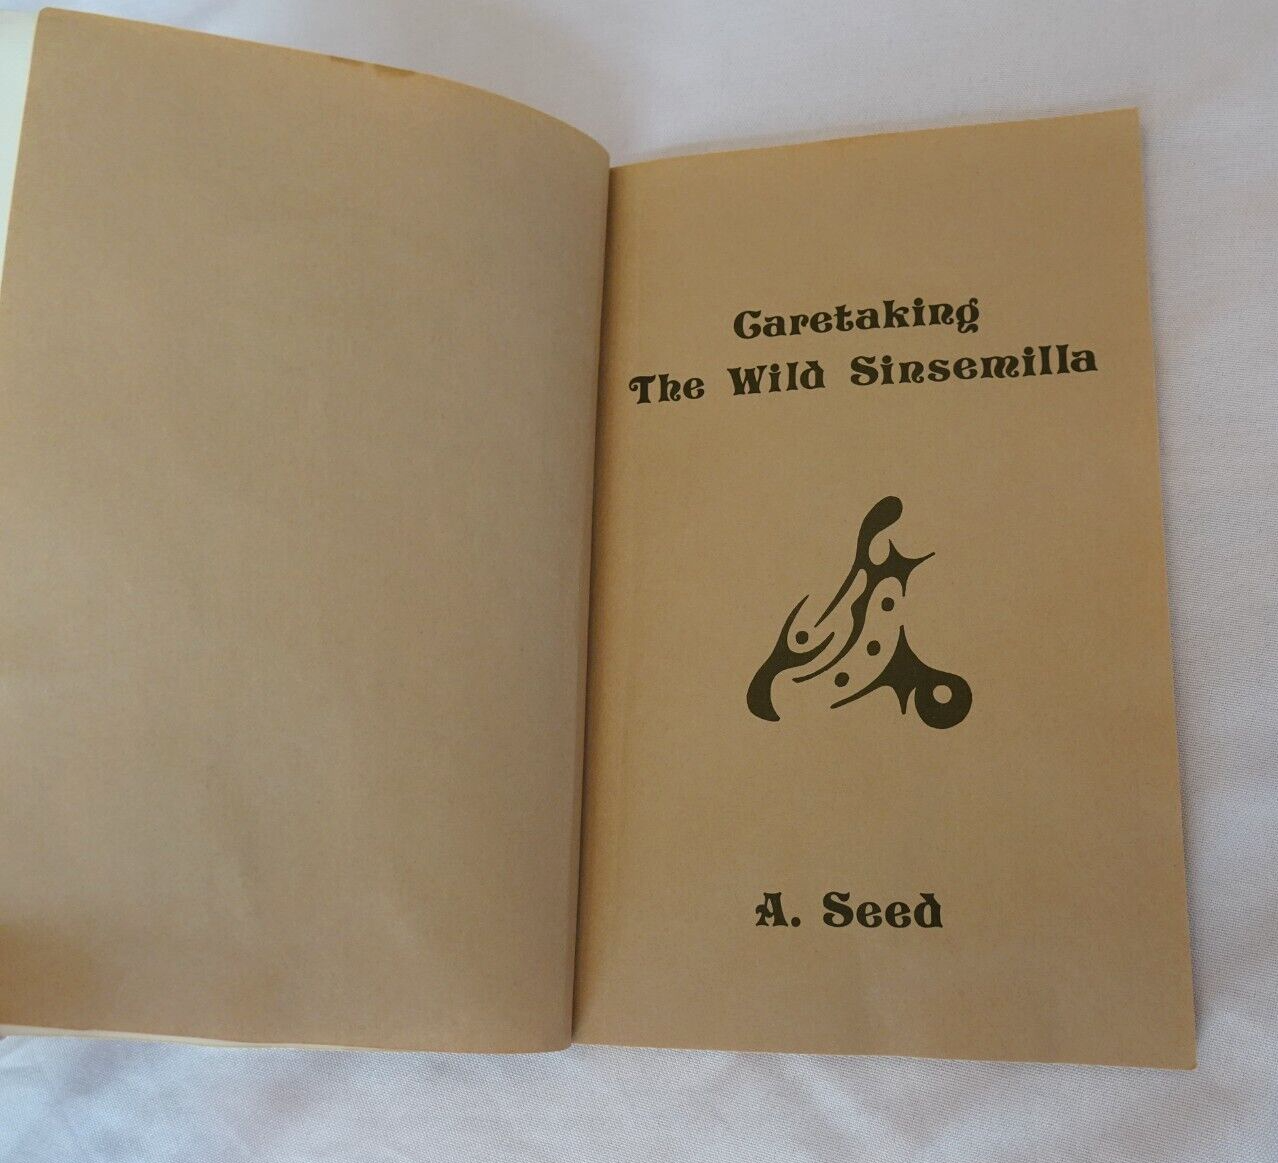 Caretaking
The Wild Sinsemilla
A. Seed